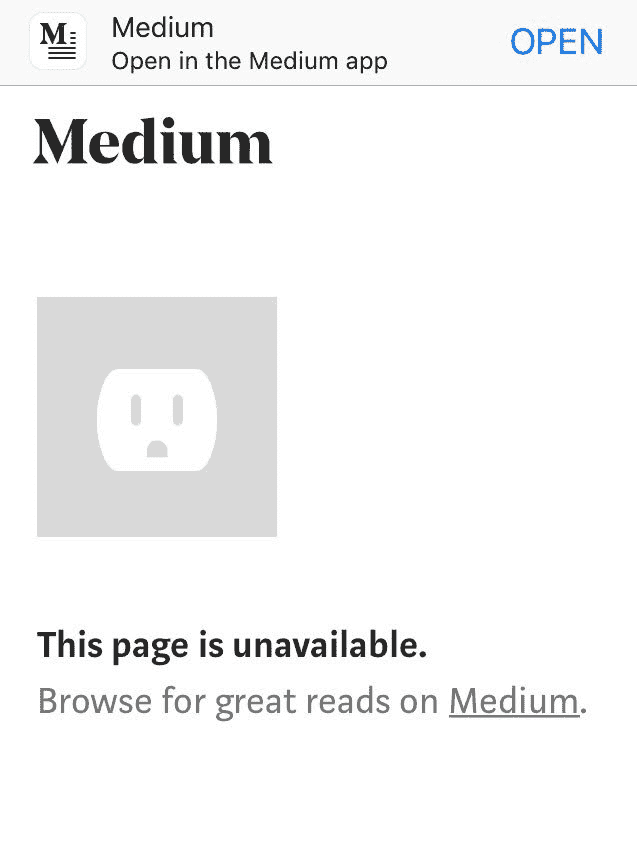 Medium
Open in the Medium app
OPEN
Medium
This page is unavailable.
Browse for great reads on Medium.